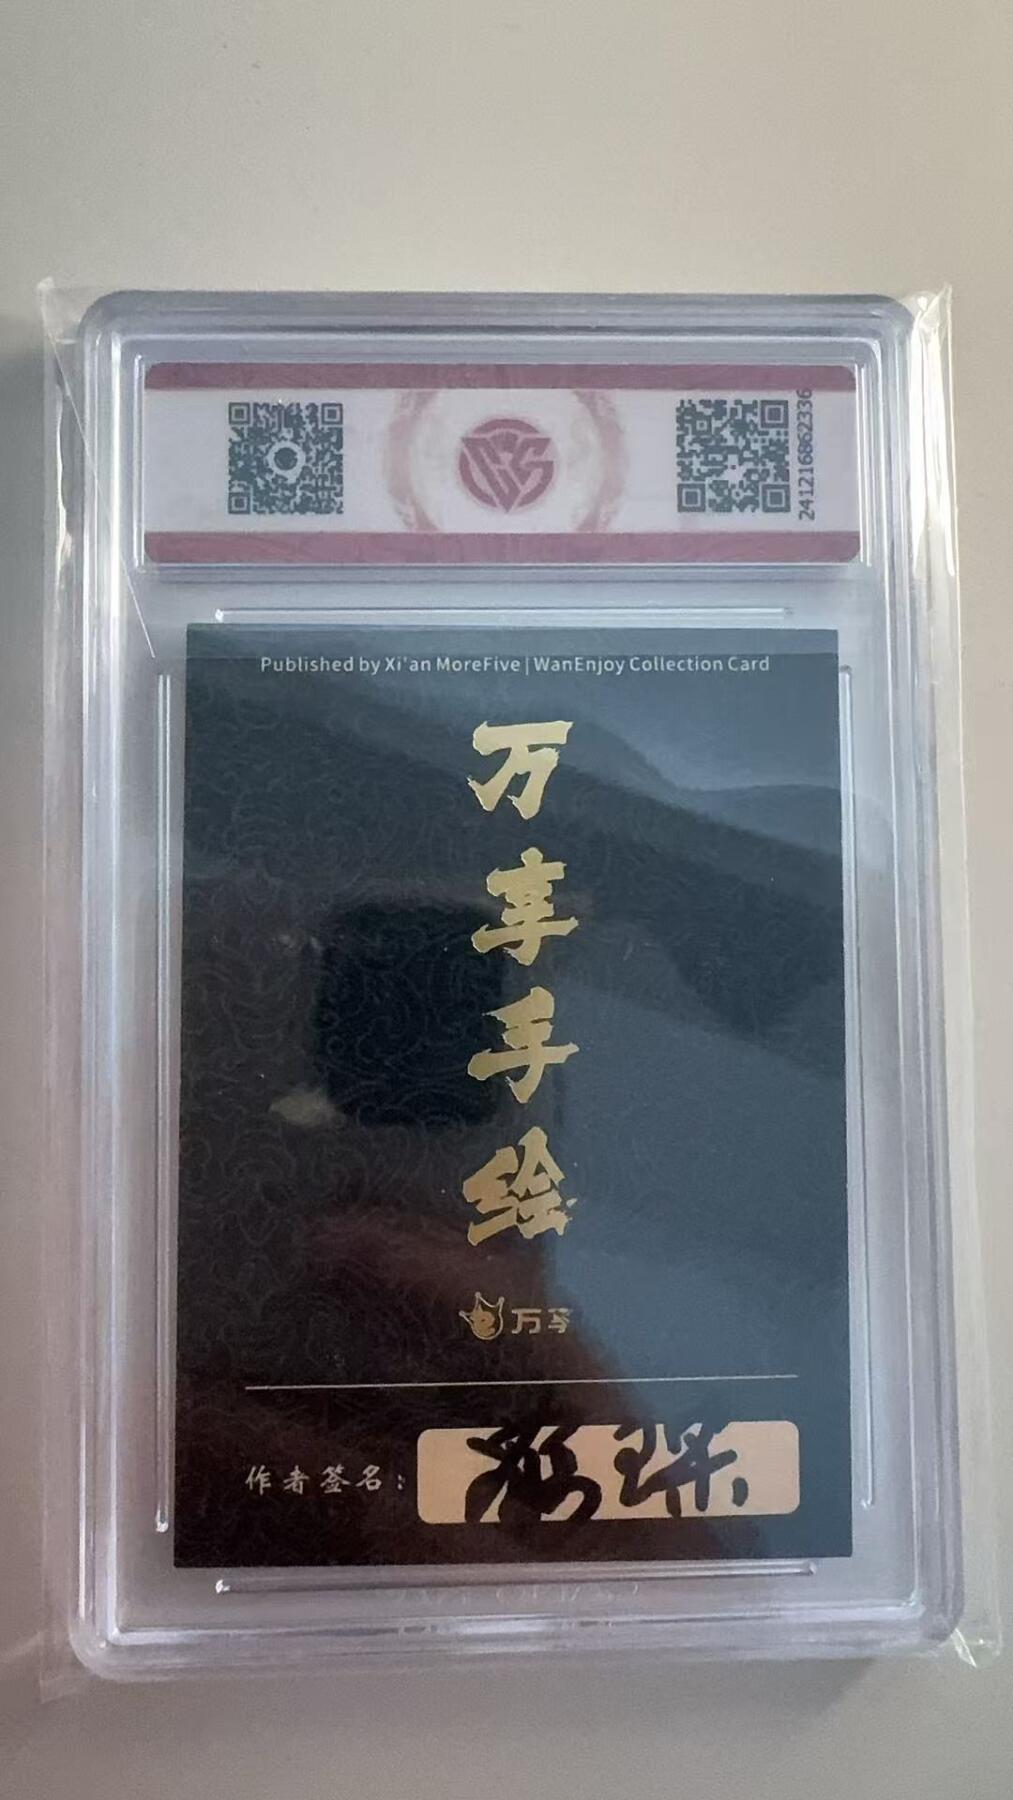 241216862336
Published by Xi'an MoreFive | WanEnjoy Collection Card
万
享
手
绘
万享
作者签名：